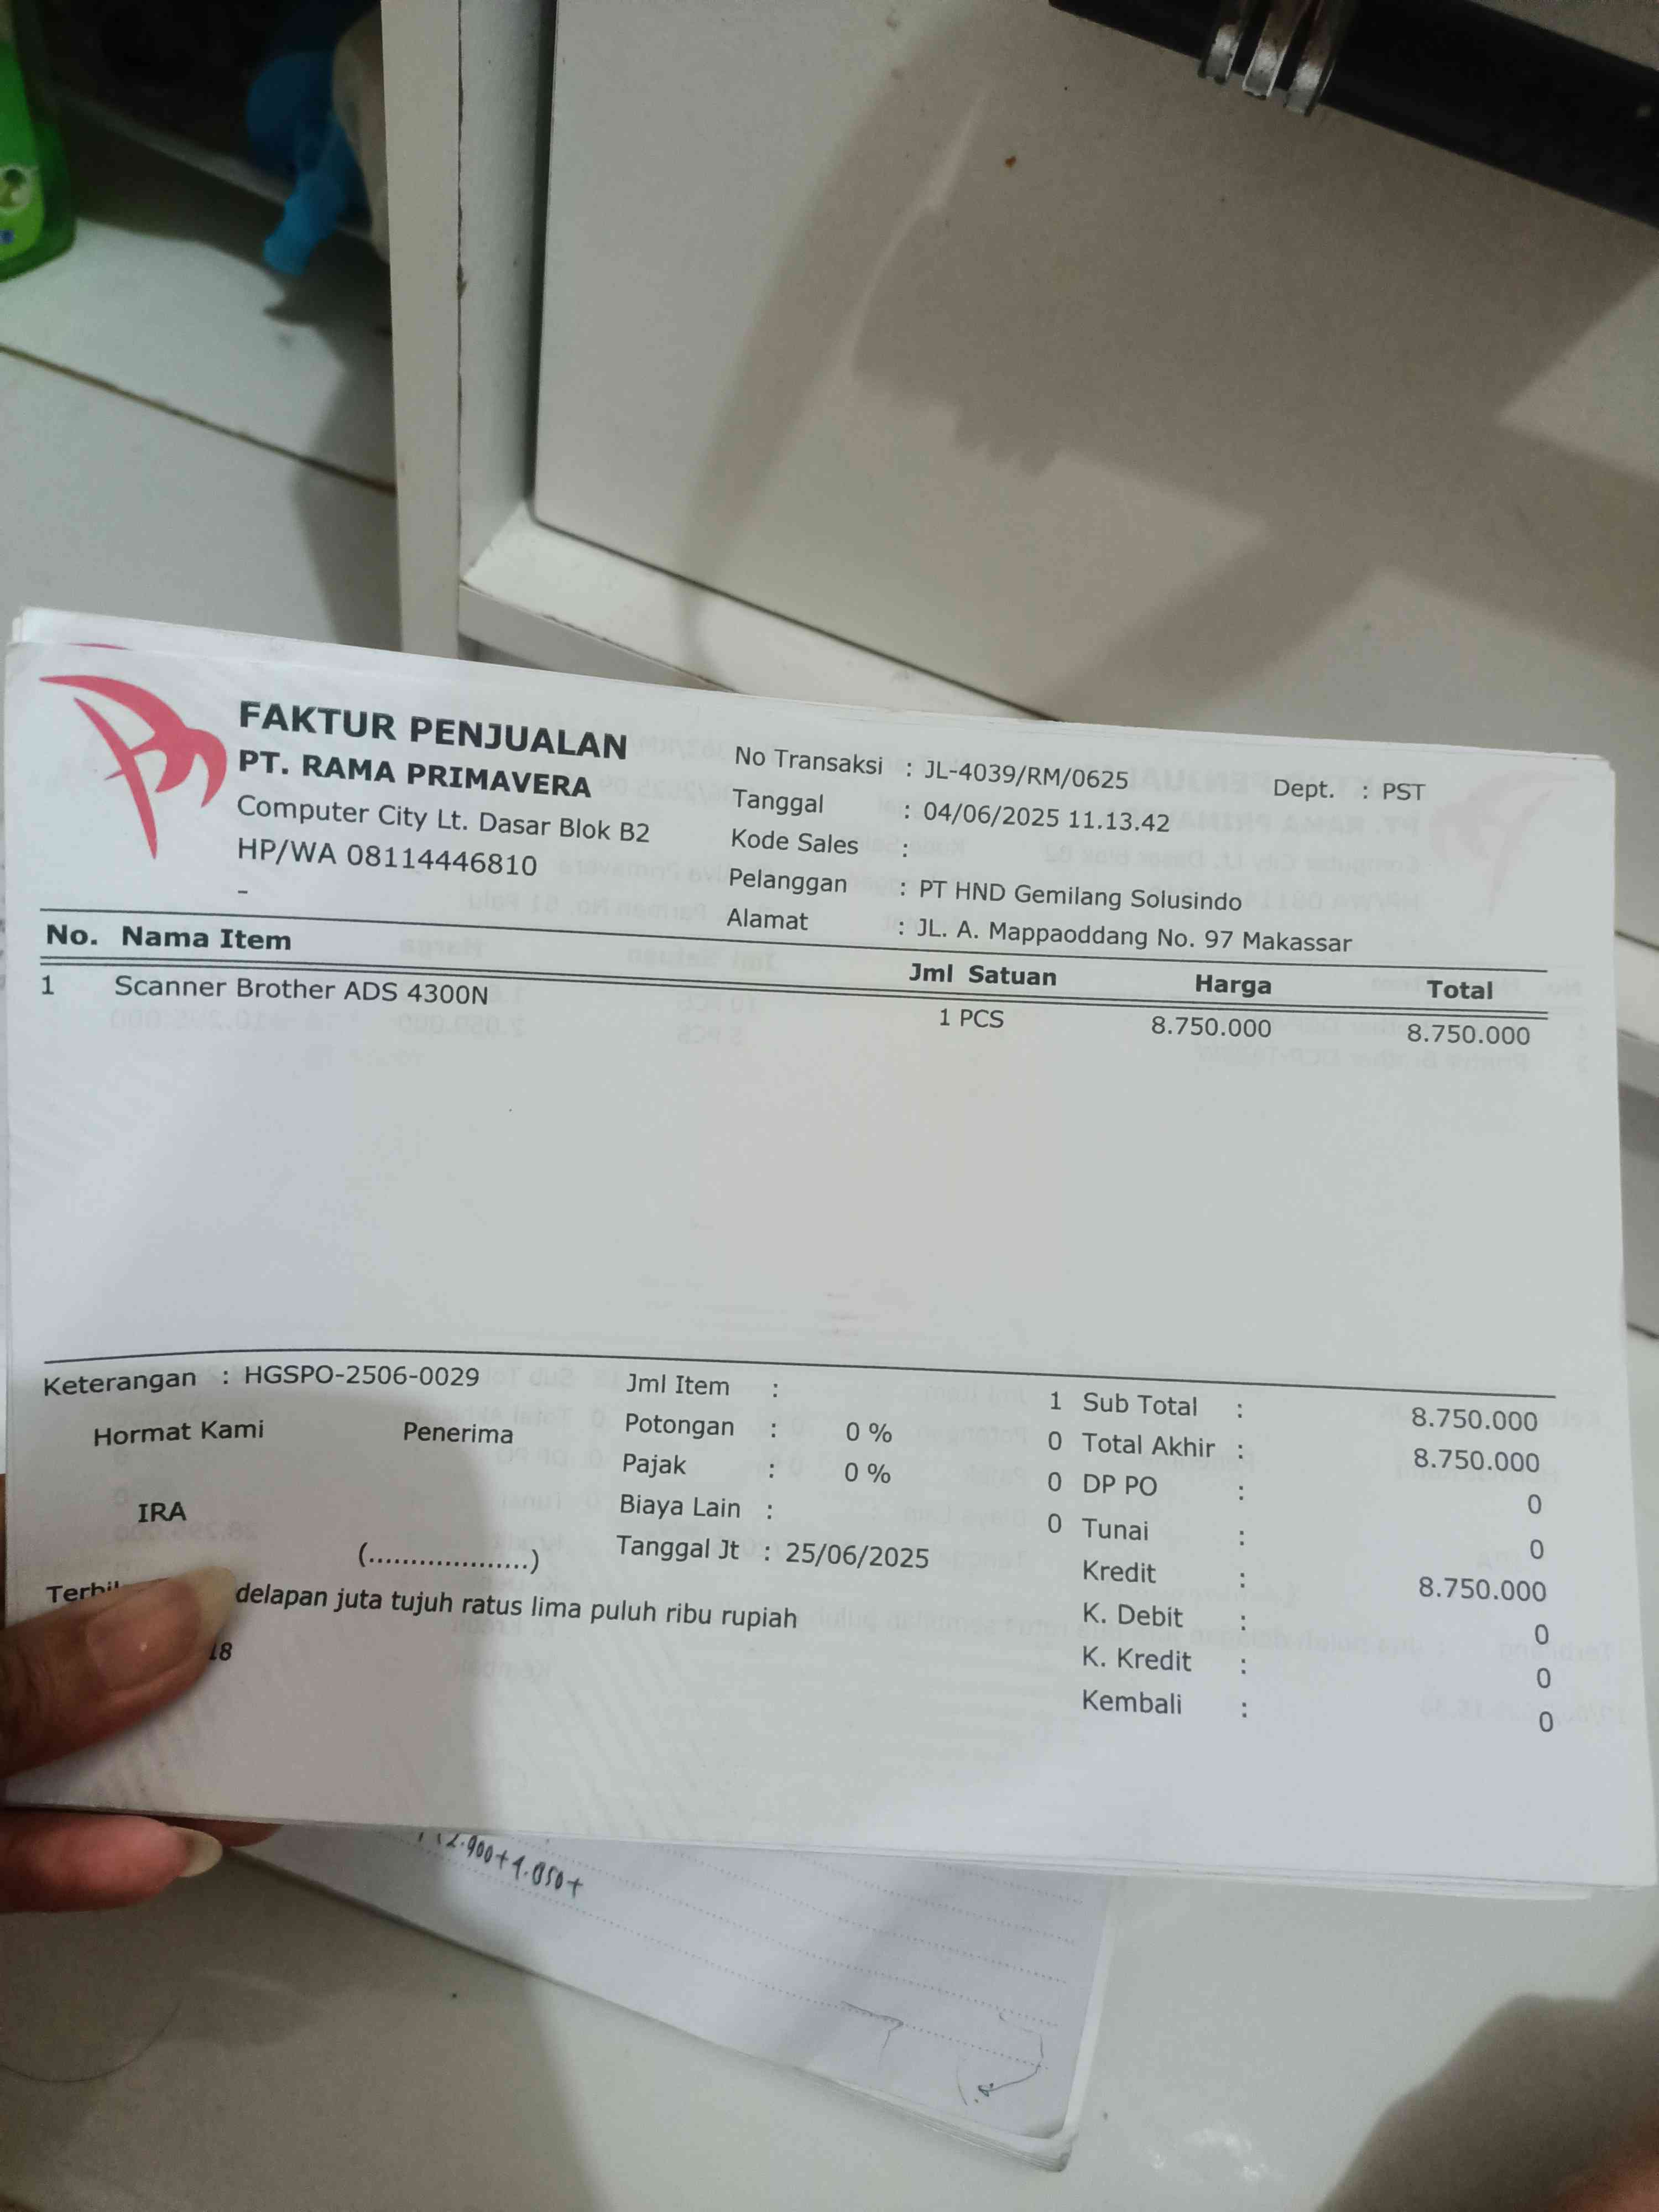 FAKTUR PENJUALAN
PT. RAMA PRIMAVERA
Computer City Lt. Dasar Blok B2
HP/WA 08114446810
-
No Transaksi : JL-4039/RM/0625 Dept. : PST
Tanggal : 04/06/2025 11.13.42
Kode Sales :
Pelanggan : PT HND Gemilang Solusindo
Alamat : JL. A. Mappaoddang No. 97 Makassar
No. Nama Item Jml Satuan Harga Total
1 Scanner Brother ADS 4300N 1 PCS 8.750.000 8.750.000
Keterangan : HGSPO-2506-0029
Hormat Kami Penerima
IRA
(...................)
Jml Item : 1
Potongan : 0 % 0
Pajak : 0 % 0
Biaya Lain : 0
Tanggal Jt : 25/06/2025
Sub Total : 8.750.000
Total Akhir : 8.750.000
DP PO : 0
Tunai : 0
Kredit : 8.750.000
K. Debit : 0
K. Kredit : 0
Kembali : 0
delapan juta tujuh ratus lima puluh ribu rupiah
18